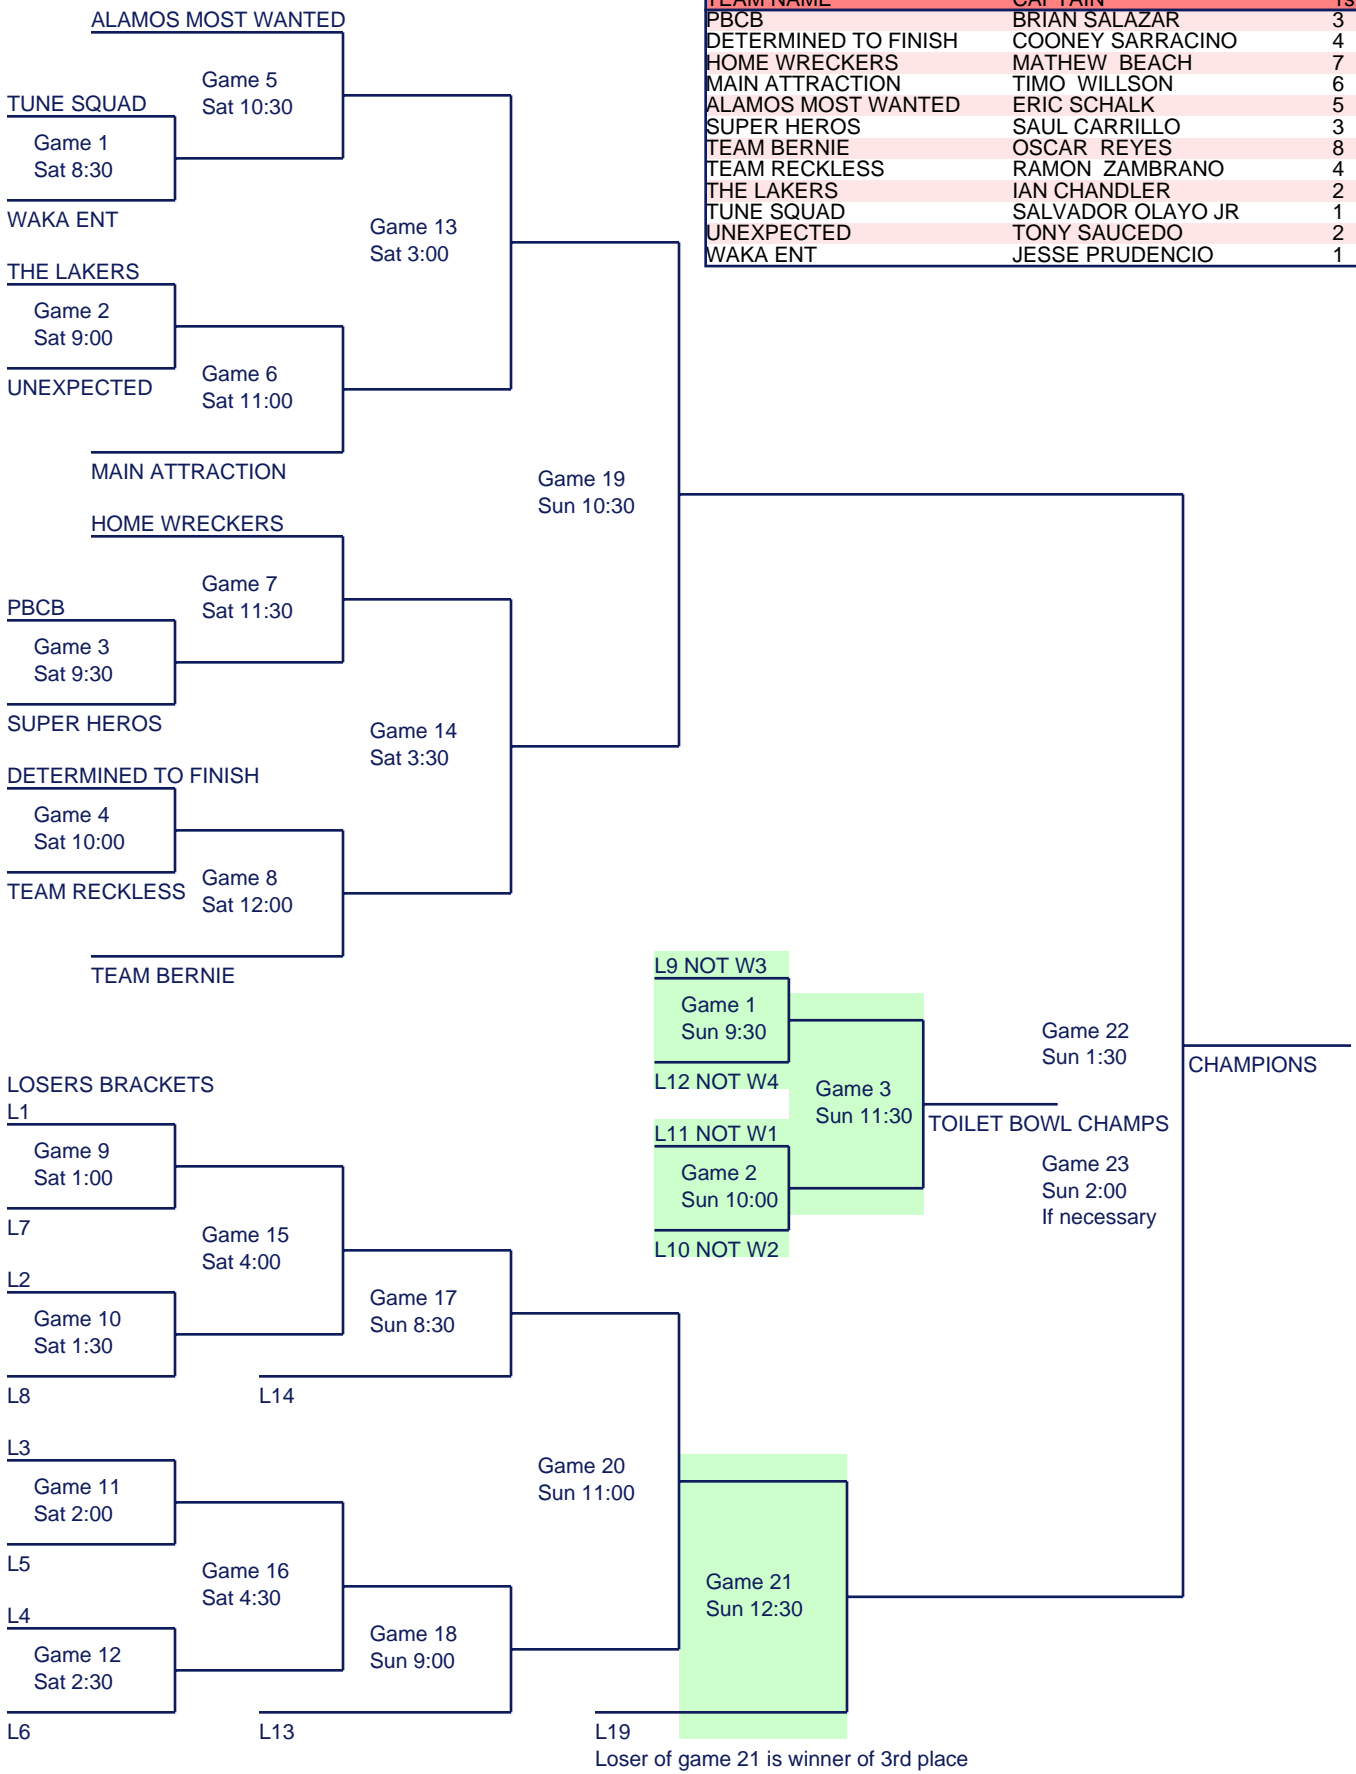 TEAM NAME CAPTAIN
PBCB BRIAN SALAZAR 3
DETERMINED TO FINISH COONEY SARRACINO 4
HOME WRECKERS MATHEW BEACH 7
MAIN ATTRACTION TIMO WILLSON 6
ALAMOS MOST WANTED ERIC SCHALK 5
SUPER HEROS SAUL CARRILLO 3
TEAM BERNIE OSCAR REYES 8
TEAM RECKLESS RAMON ZAMBRANO 4
THE LAKERS IAN CHANDLER 2
TUNE SQUAD SALVADOR OLAYO JR 1
UNEXPECTED TONY SAUCEDO 2
WAKA ENT JESSE PRUDENCIO 1
ALAMOS MOST WANTED
Game 5
Sat 10:30
TUNE SQUAD
Game 1
Sat 8:30
WAKA ENT
Game 13
Sat 3:00
THE LAKERS
Game 2
Sat 9:00
UNEXPECTED
Game 6
Sat 11:00
MAIN ATTRACTION
Game 19
Sun 10:30
HOME WRECKERS
Game 7
Sat 11:30
PBCB
Game 3
Sat 9:30
SUPER HEROS
Game 14
Sat 3:30
DETERMINED TO FINISH
Game 4
Sat 10:00
TEAM RECKLESS
Game 8
Sat 12:00
TEAM BERNIE
L9 NOT W3
Game 1
Sun 9:30
L12 NOT W4
Game 3
Sun 11:30
L11 NOT W1
Game 2
Sun 10:00
L10 NOT W2
TOILET BOWL CHAMPS
Game 22
Sun 1:30
CHAMPIONS
Game 23
Sun 2:00
If necessary
LOSERS BRACKETS
L1
Game 9
Sat 1:00
L7
Game 15
Sat 4:00
L2
Game 10
Sat 1:30
L8
Game 17
Sun 8:30
L14
L3
Game 11
Sat 2:00
L5
Game 20
Sun 11:00
Game 16
Sat 4:30
L4
Game 12
Sat 2:30
L6
Game 18
Sun 9:00
L13
Game 21
Sun 12:30
L19
Loser of game 21 is winner of 3rd place